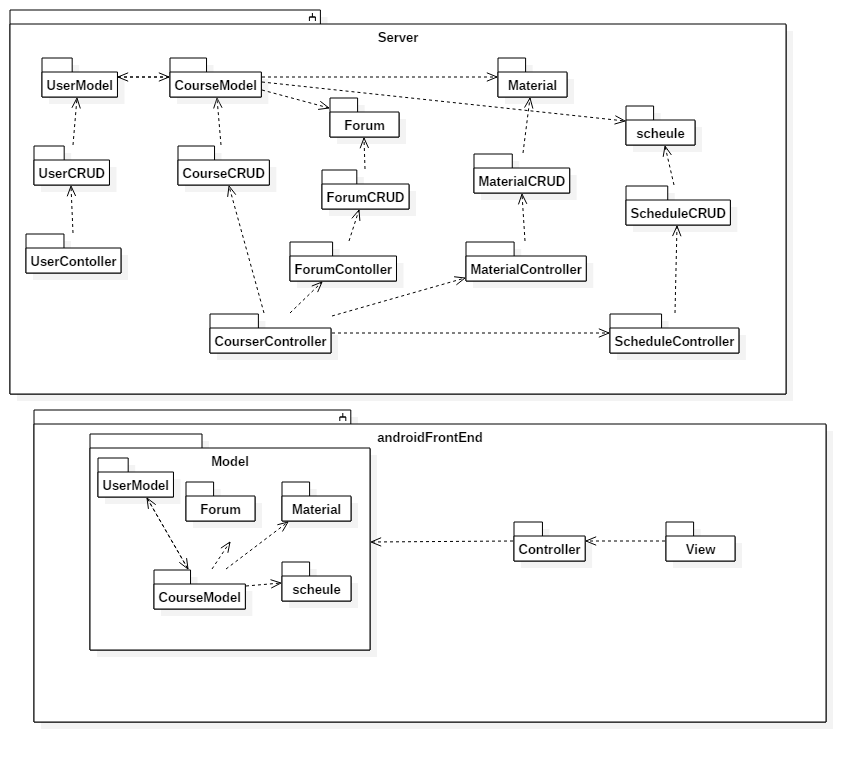 Server
UserModel
CourseModel
Material
Forum
scheule
UserCRUD
CourseCRUD
ForumCRUD
MaterialCRUD
ScheduleCRUD
UserContoller
ForumContoller
MaterialController
CourserController
ScheduleController
androidFrontEnd
Model
UserModel
Forum
Material
Controller
View
CourseModel
scheule